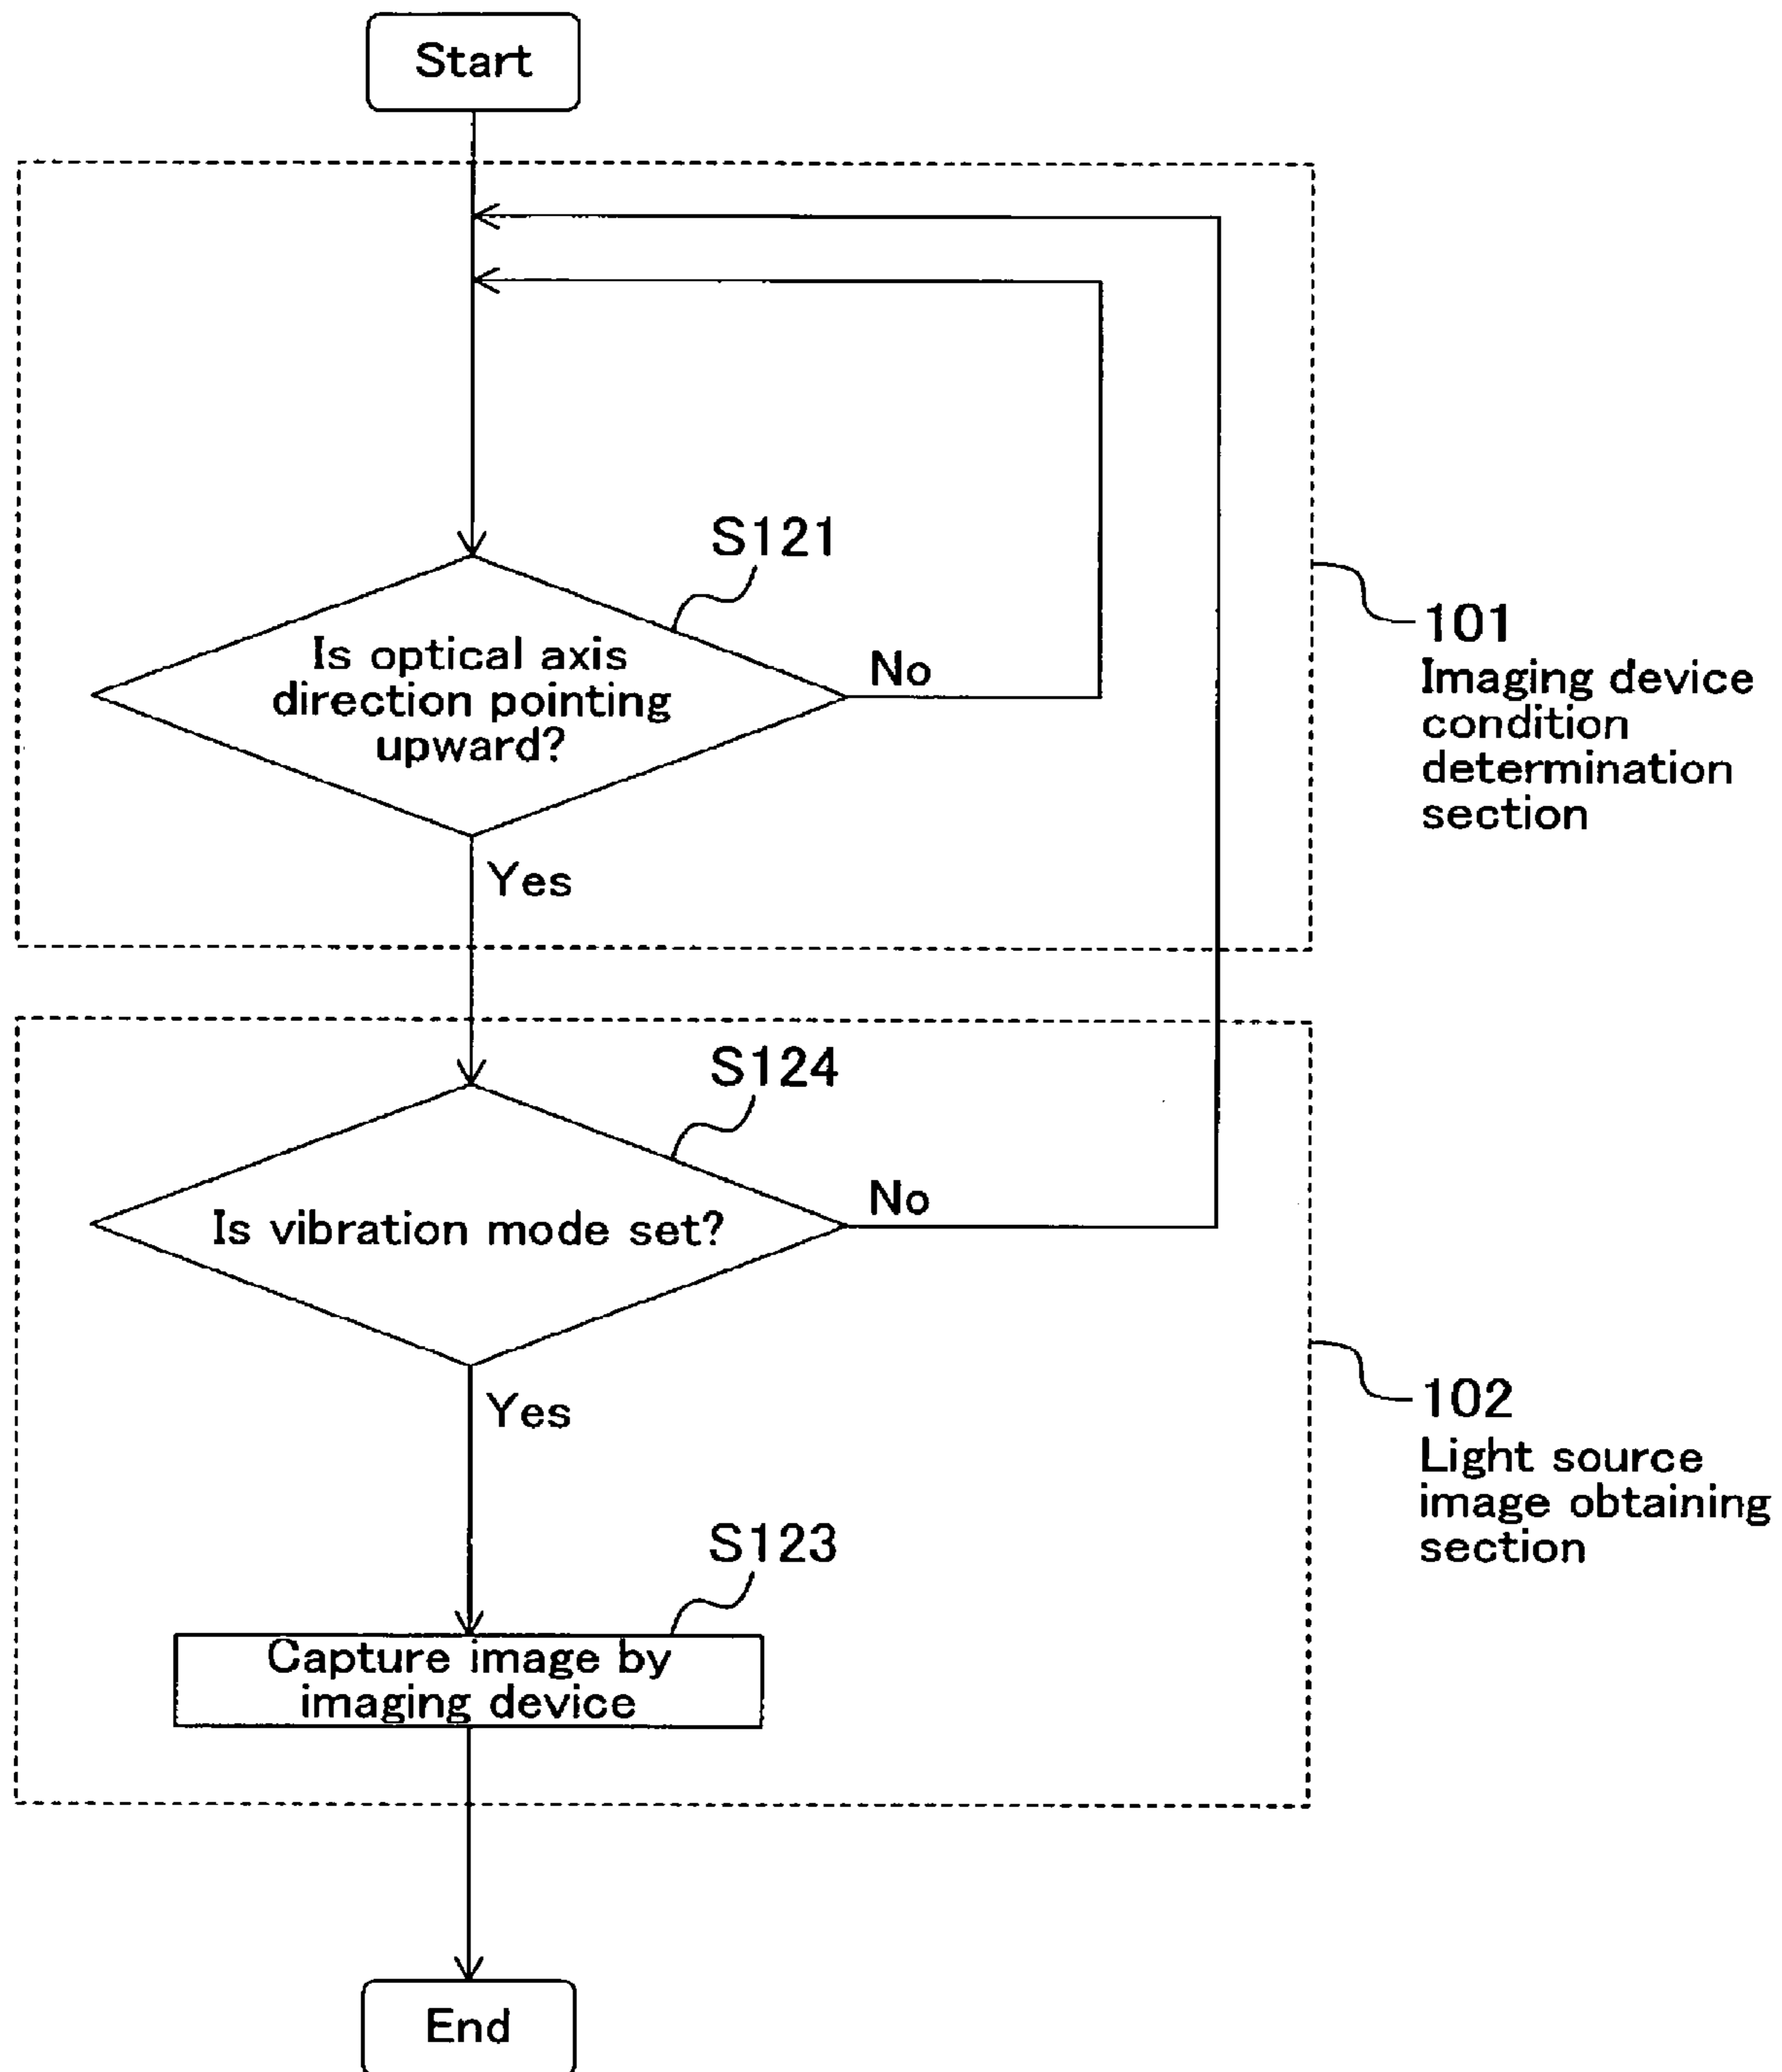 Start
S121
Is optical axis
direction pointing
upward?
No
Yes
101
Imaging device
condition
determination
section
S124
Is vibration mode set?
No
Yes
102
Light source
image obtaining
section
S123
Capture image by
imaging device
End